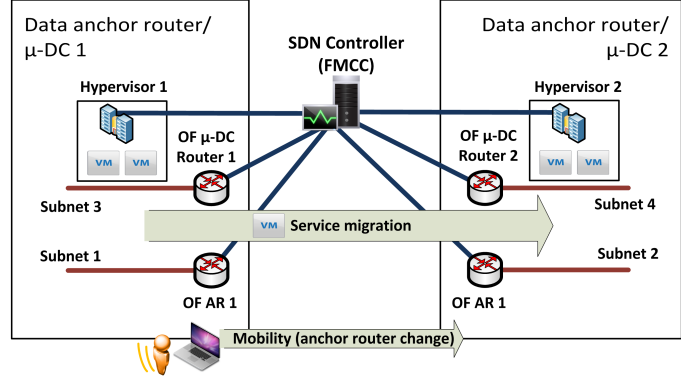 Data anchor router/
μ-DC 1
Data anchor router/
μ-DC 2
SDN Controller
(FMCC)
Hypervisor 1
Hypervisor 2
VM
VM
OF μ-DC
Router 1
OF μ-DC
Router 2
VM
VM
Subnet 3
Subnet 4
VM
Service migration
Subnet 1
Subnet 2
OF AR 1
OF AR 1
Mobility (anchor router change)